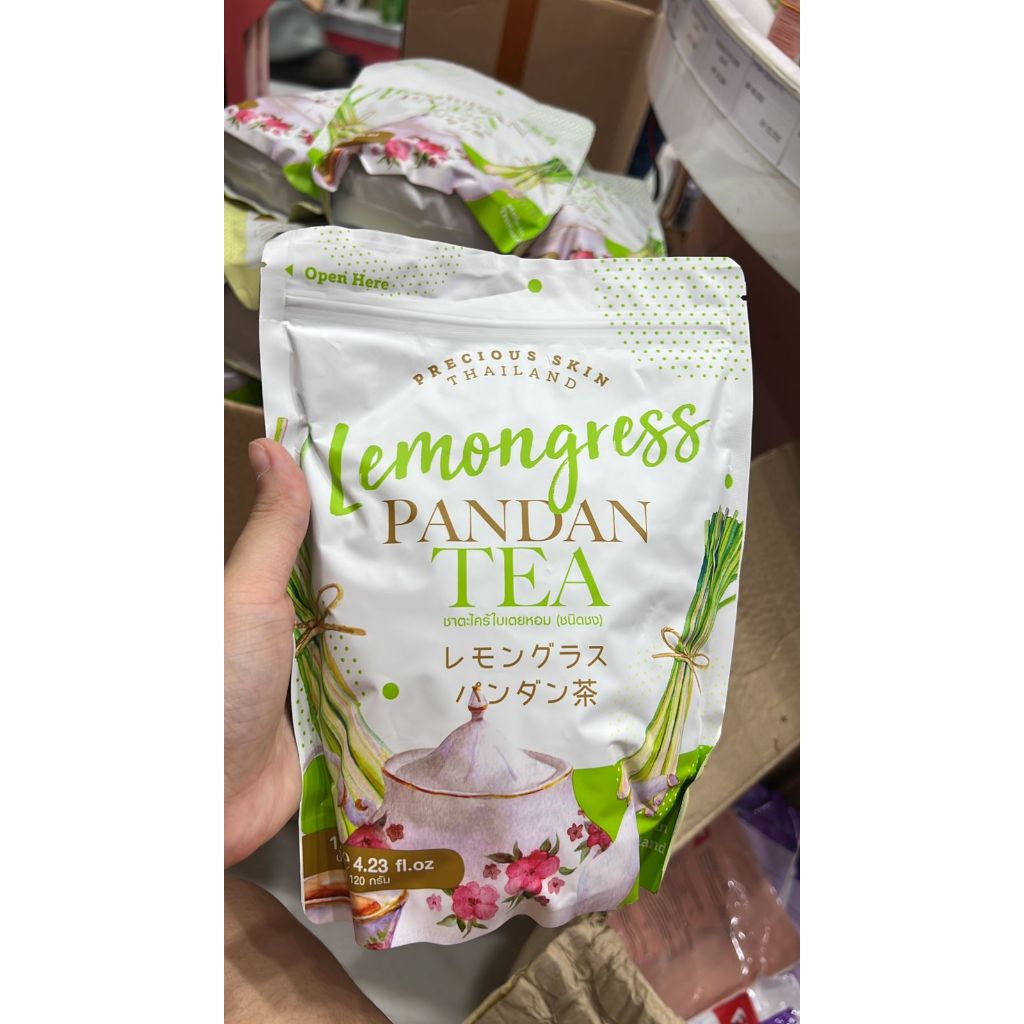 Open Here
PRECIOUS SKIN
THAILAND
Lemongress
PANDAN
TEA
ชาตะไคร้ใบเตยหอม (ชนิดชง)
レモングラス
パンダン茶
4.23 fl.oz
120 กรัม